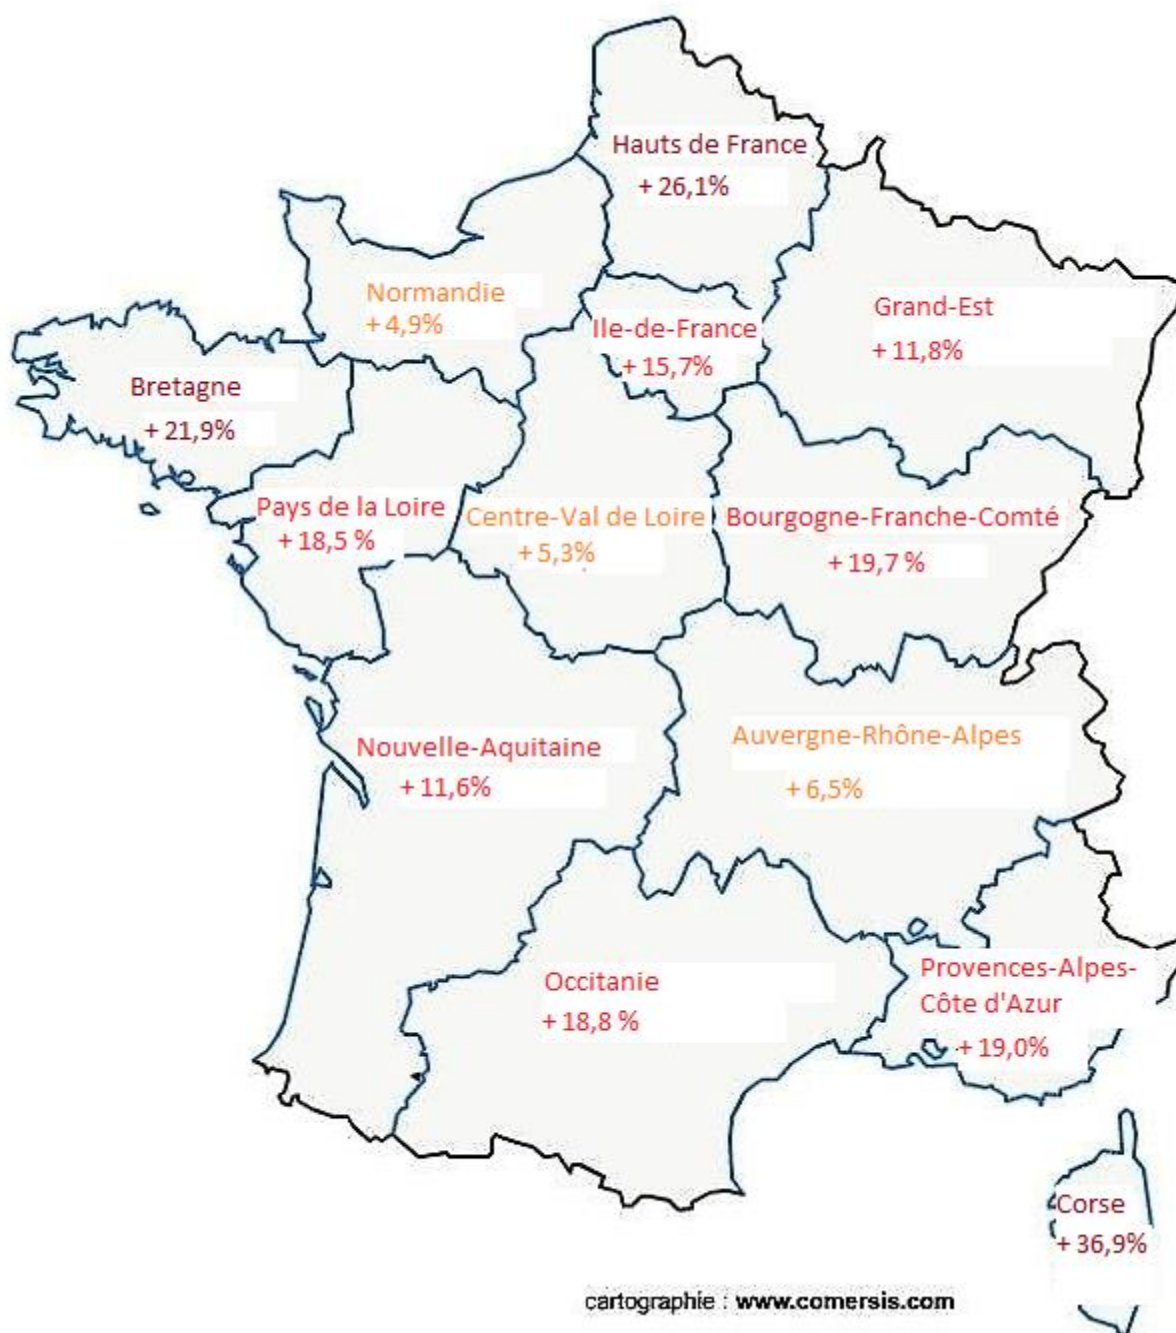 Hauts de France
+ 26,1%
Normandie
+ 4,9%
Ile-de-France
+ 15,7%
Grand-Est
+ 11,8%
Bretagne
+ 21,9%
Pays de la Loire
+ 18,5 %
Centre-Val de Loire
+ 5,3%
Bourgogne-Franche-Comté
+ 19,7 %
Nouvelle-Aquitaine
+ 11,6%
Auvergne-Rhône-Alpes
+ 6,5%
Occitanie
+ 18,8 %
Provences-Alpes-
Côte d'Azur
+ 19,0%
Corse
+ 36,9%
cartographie : www.comersis.com